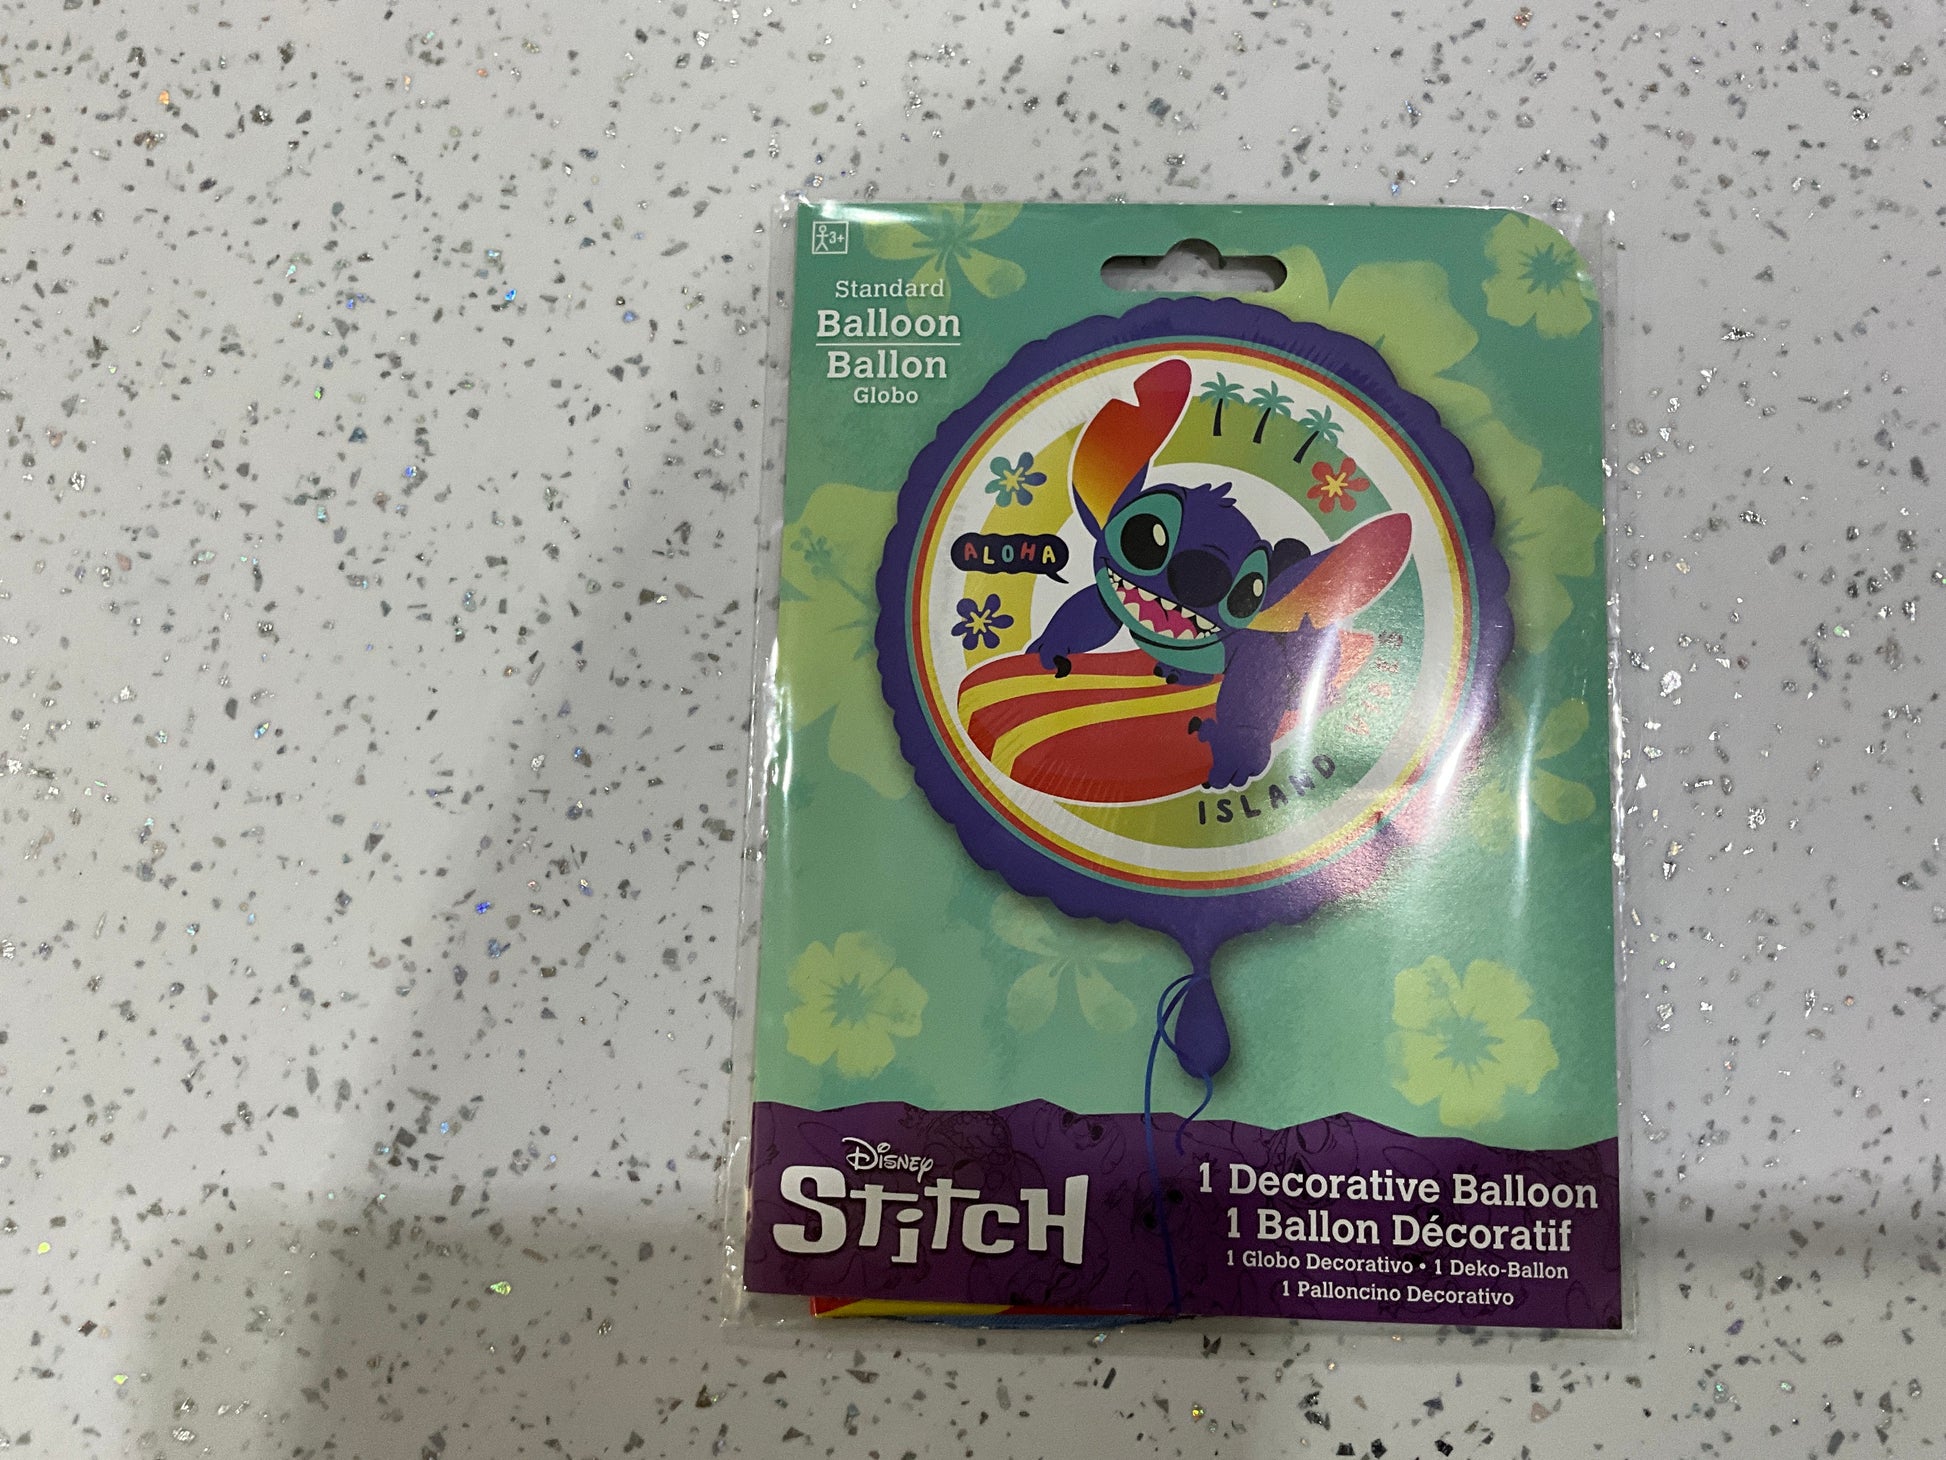 3+
Standard
Balloon
Ballon
Globo
ALOHA
ISLAND
Disney
Stitch
1 Decorative Balloon
1 Ballon Décoratif
1 Globo Decorativo • 1 Deko-Ballon
1 Palloncino Decorativo